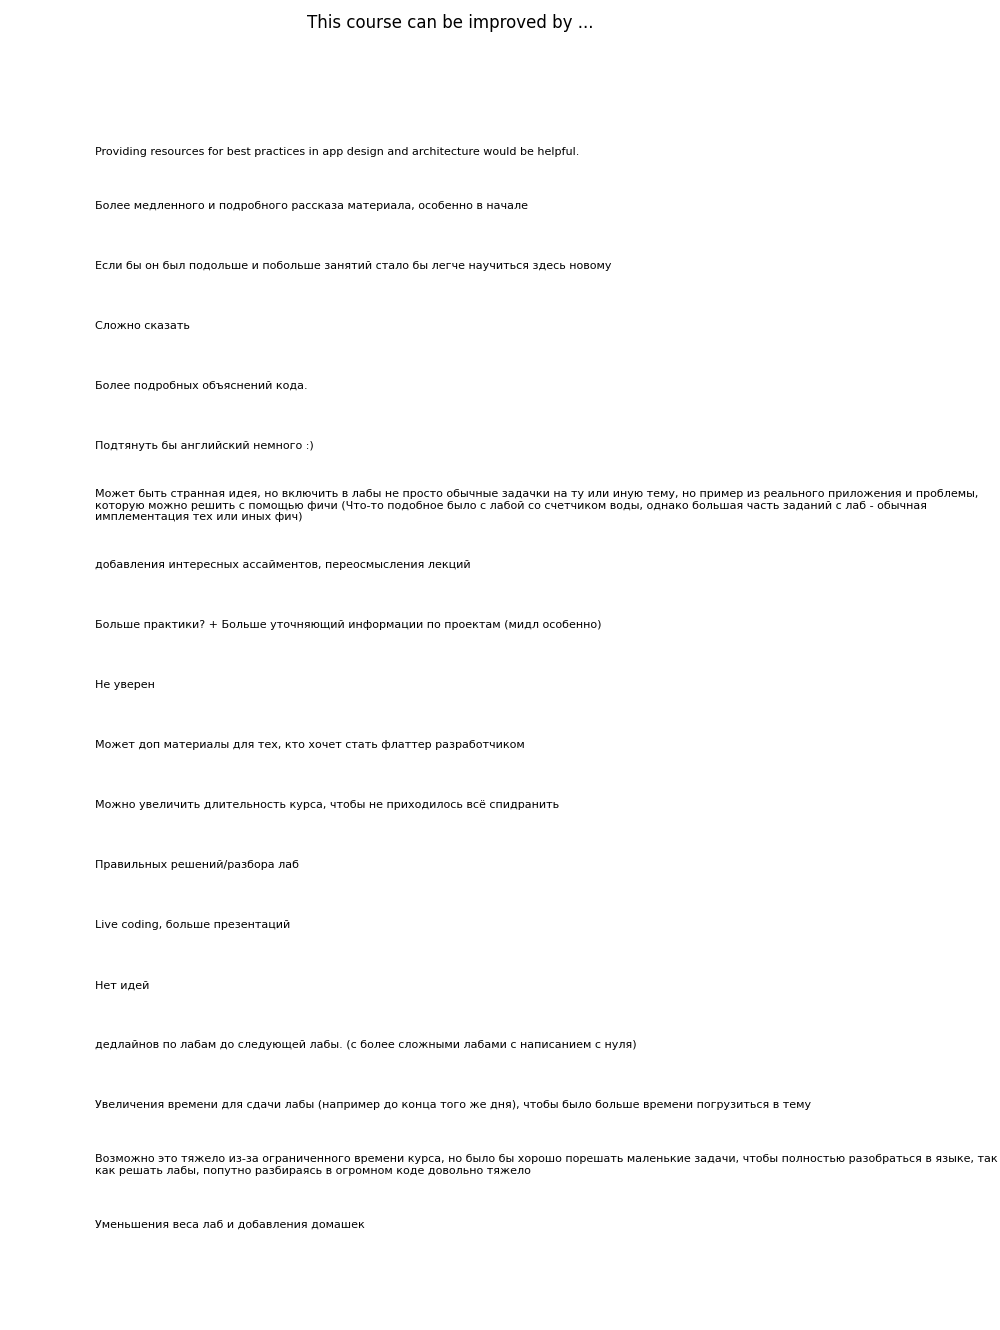 This course can be improved by ...
Providing resources for best practices in app design and architecture would be helpful.
Более медленного и подробного рассказа материала, особенно в начале
Если бы он был подольше и побольше занятий стало бы легче научиться здесь новому
Сложно сказать
Более подробных объяснений кода.
Подтянуть бы английский немного :)
Может быть странная идея, но включить в лабы не просто обычные задачки на ту или иную тему, но пример из реального приложения и проблемы,
которую можно решить с помощью фичи (Что-то подобное было с лабой со счетчиком воды, однако большая часть заданий с лаб - обычная
имплементация тех или иных фич)
добавления интересных ассайментов, переосмысления лекций
Больше практики? + Больше уточняющий информации по проектам (мидл особенно)
Не уверен
Может доп материалы для тех, кто хочет стать флаттер разработчиком
Можно увеличить длительность курса, чтобы не приходилось всё спидранить
Правильных решений/разбора лаб
Live coding, больше презентаций
Нет идей
дедлайнов по лабам до следующей лабы. (с более сложными лабами с написанием с нуля)
Увеличения времени для сдачи лабы (например до конца того же дня), чтобы было больше времени погрузиться в тему
Возможно это тяжело из-за ограниченного времени курса, но было бы хорошо порешать маленькие задачи, чтобы полностью разобраться в языке, так
как решать лабы, попутно разбираясь в огромном коде довольно тяжело
Уменьшения веса лаб и добавления домашек